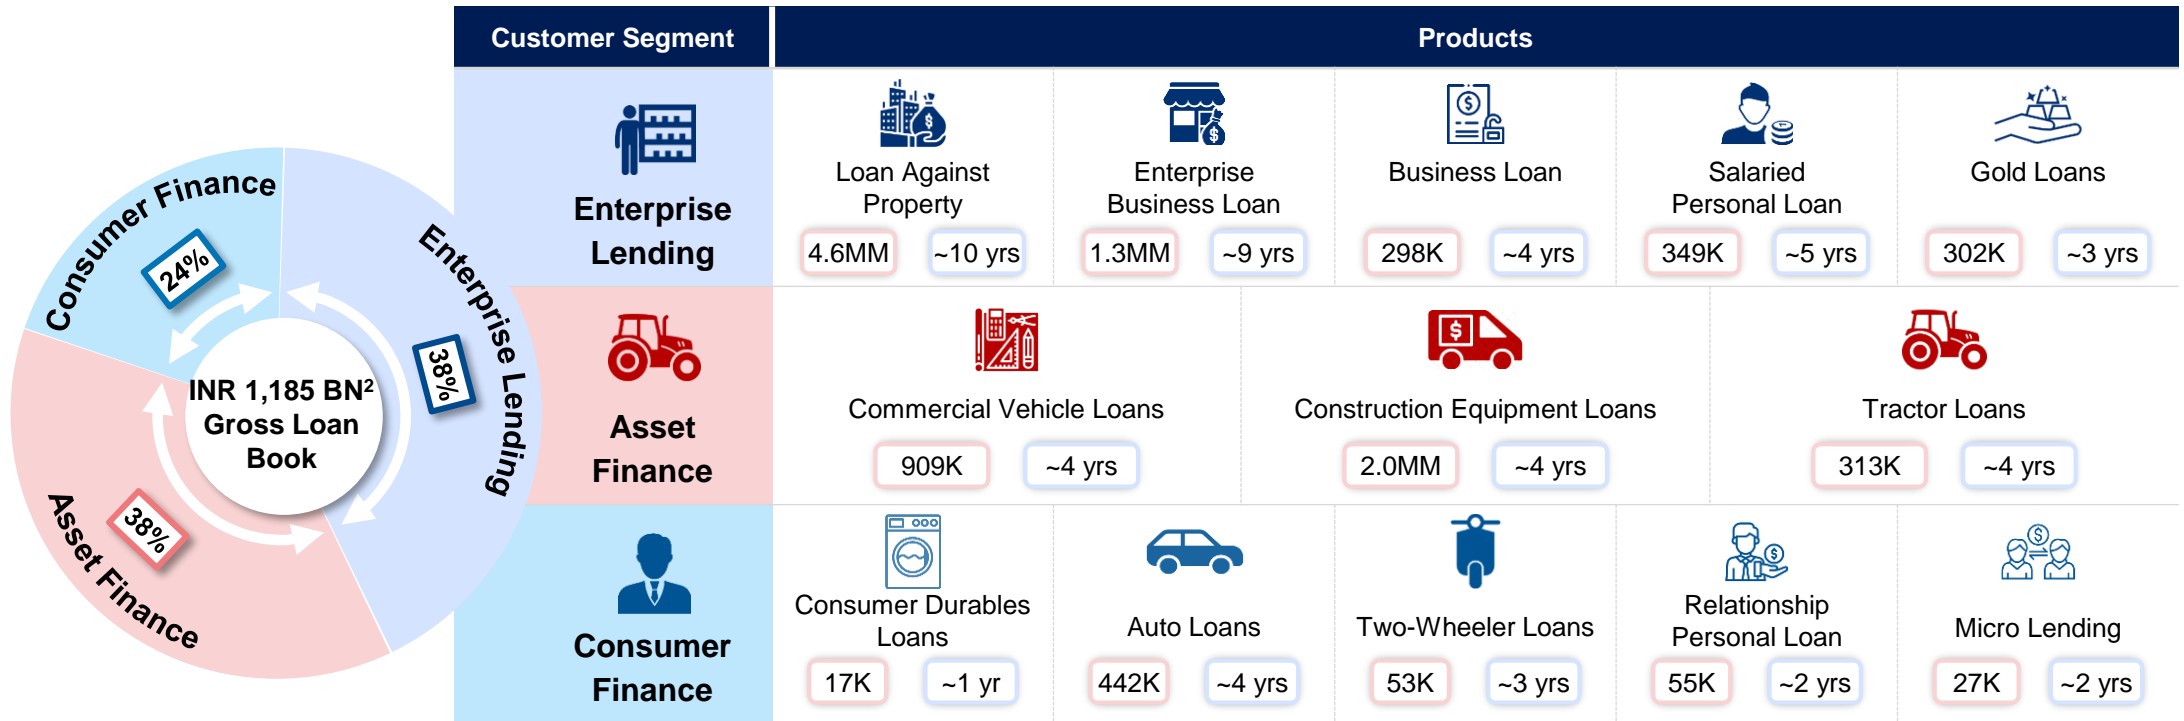 Customer Segment
Products
Consumer Finance
24%
Enterprise Lending
38%
Asset Finance
38%
INR 1,185 BN²
Gross Loan
Book
Enterprise
Lending
Loan Against
Property
4.6MM
~10 yrs
Enterprise
Business Loan
1.3MM
~9 yrs
Business Loan
298K
~4 yrs
Salaried
Personal Loan
349K
~5 yrs
Gold Loans
302K
~3 yrs
Asset
Finance
Commercial Vehicle Loans
909K
~4 yrs
Construction Equipment Loans
2.0MM
~4 yrs
Tractor Loans
313K
~4 yrs
Consumer
Finance
Consumer Durables
Loans
17K
~1 yr
Auto Loans
442K
~4 yrs
Two-Wheeler Loans
53K
~3 yrs
Relationship
Personal Loan
55K
~2 yrs
Micro Lending
27K
~2 yrs